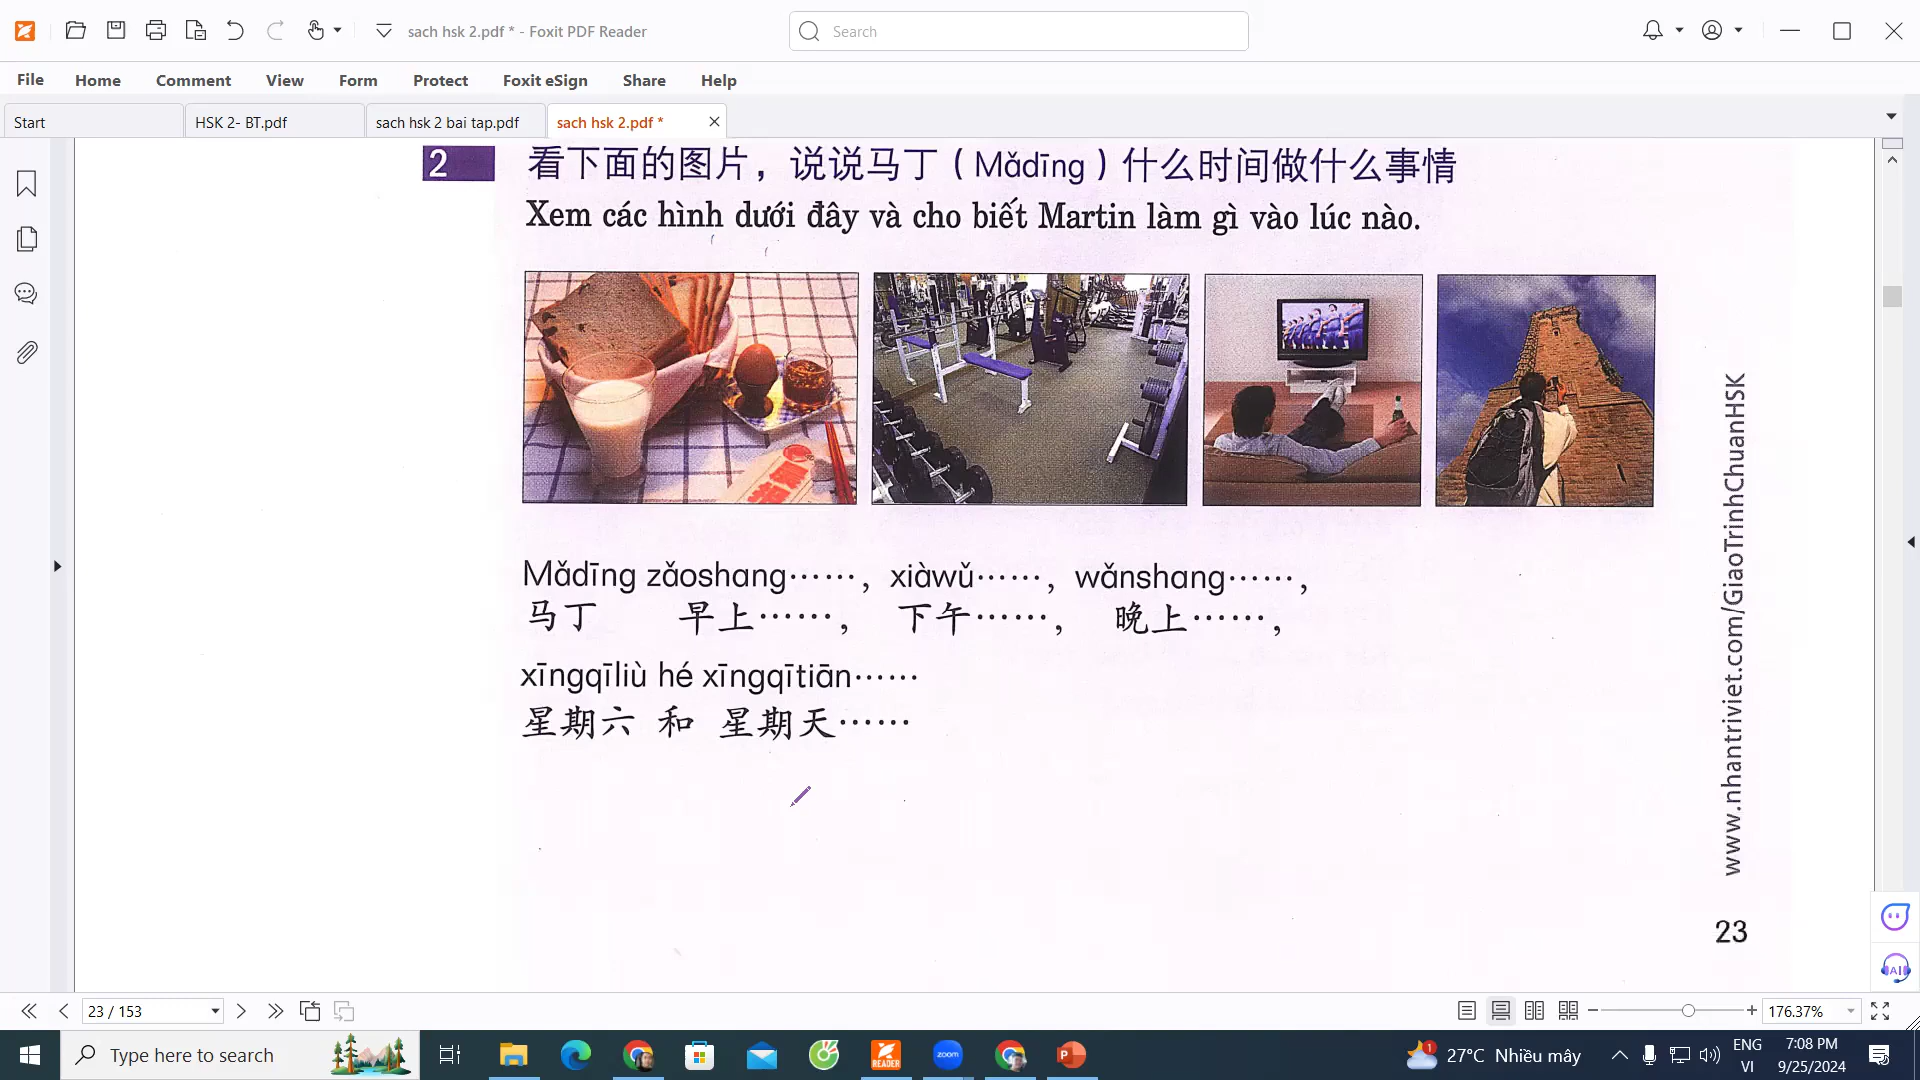 sach hsk 2.pdf * - Foxit PDF Reader
Search
File Home Comment View Form Protect Foxit eSign Share Help
Start
HSK 2- BT.pdf
sach hsk 2 bai tap.pdf
sach hsk 2.pdf *
2
看下面的图片，说说马丁（Mǎdīng）什么时间做什么事情
Xem các hình dưới đây và cho biết Martin làm gì vào lúc nào.
Mǎdīng zǎoshang……, xiàwǔ……, wǎnshang……,
马丁 早上……, 下午……, 晚上……,
xīngqīliù hé xīngqītiān……
星期六 和 星期天……
www.nhantriviet.com/GiaoTrinhChuanHSK
23
AI
23 / 153
176.37%
Type here to search
READER
zoom
1
27°C Nhiều mây
ENG
VI
7:08 PM
9/25/2024